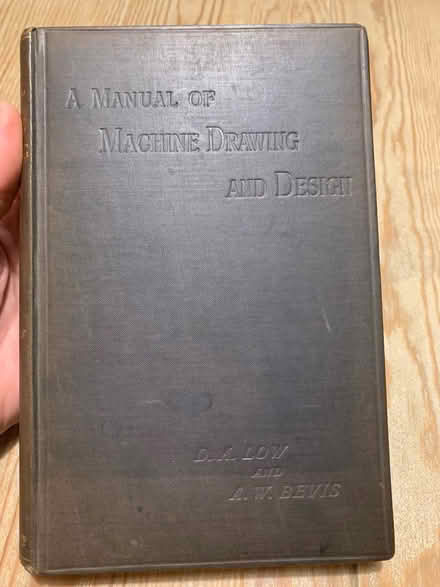 A MANUAL OF
MACHINE DRAWING
AND DESIGN
D. A. LOW
AND
A. W. BEVIS